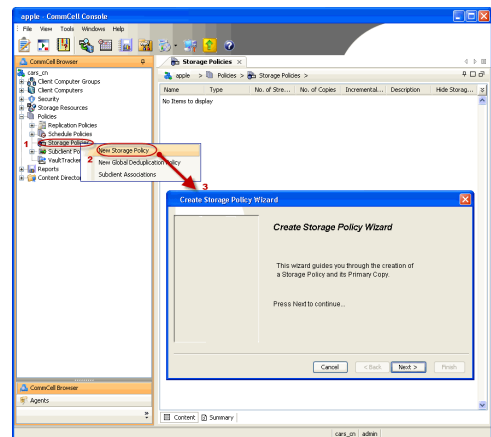 apple - CommCell Console
File View Tools Windows Help
CommCell Browser
Storage Policies ×
cars_cn
Client Computer Groups
Client Computers
Security
Storage Resources
Policies
Replication Policies
Schedule Policies
1 Storage Policies
Subclient Po
VaultTracker
Reports
Content Director
apple > Policies > Storage Policies >
Name Type No. of Stre... No. of Copies Incremental... Description Hide Storag...
No Items to display
New Storage Policy
2 New Global Deduplication Policy
Subclient Associations
3
Create Storage Policy Wizard
Create Storage Policy Wizard
This wizard guides you through the creation of
a Storage Policy and its Primary Copy.
Press Next to continue...
Cancel < Back Next > Finish
CommCell Browser
Agents
Content Summary
cars_cn admin